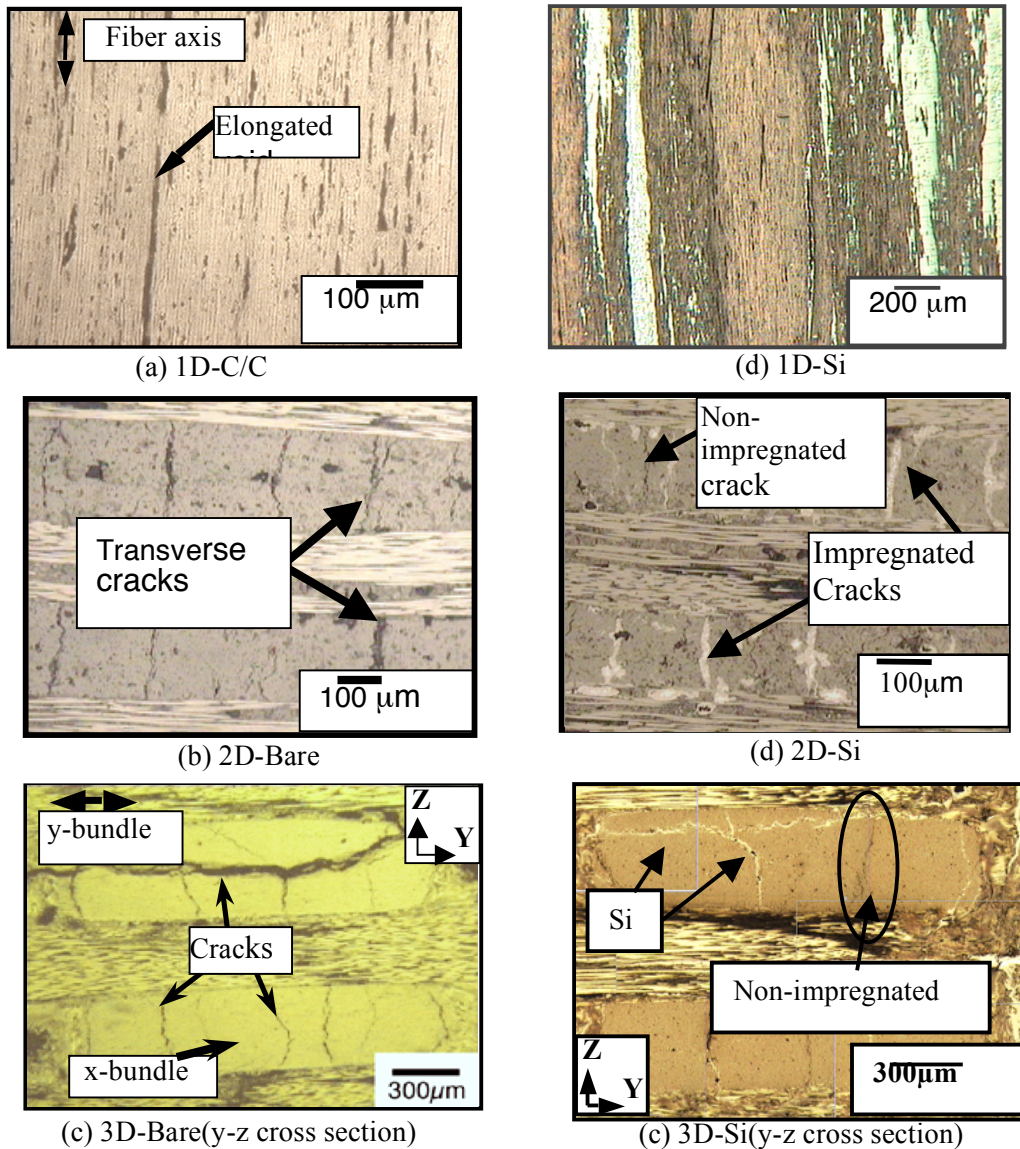 Fiber axis
Elongated
100 μm
(a) 1D-C/C
200 μm
(d) 1D-Si
Transverse
cracks
100 μm
(b) 2D-Bare
Non-
impregnated
crack
Impregnated
Cracks
100μm
(d) 2D-Si
y-bundle
Z
Y
Cracks
x-bundle
300μm
(c) 3D-Bare(y-z cross section)
Si
Non-impregnated
Z
Y
300μm
(c) 3D-Si(y-z cross section)